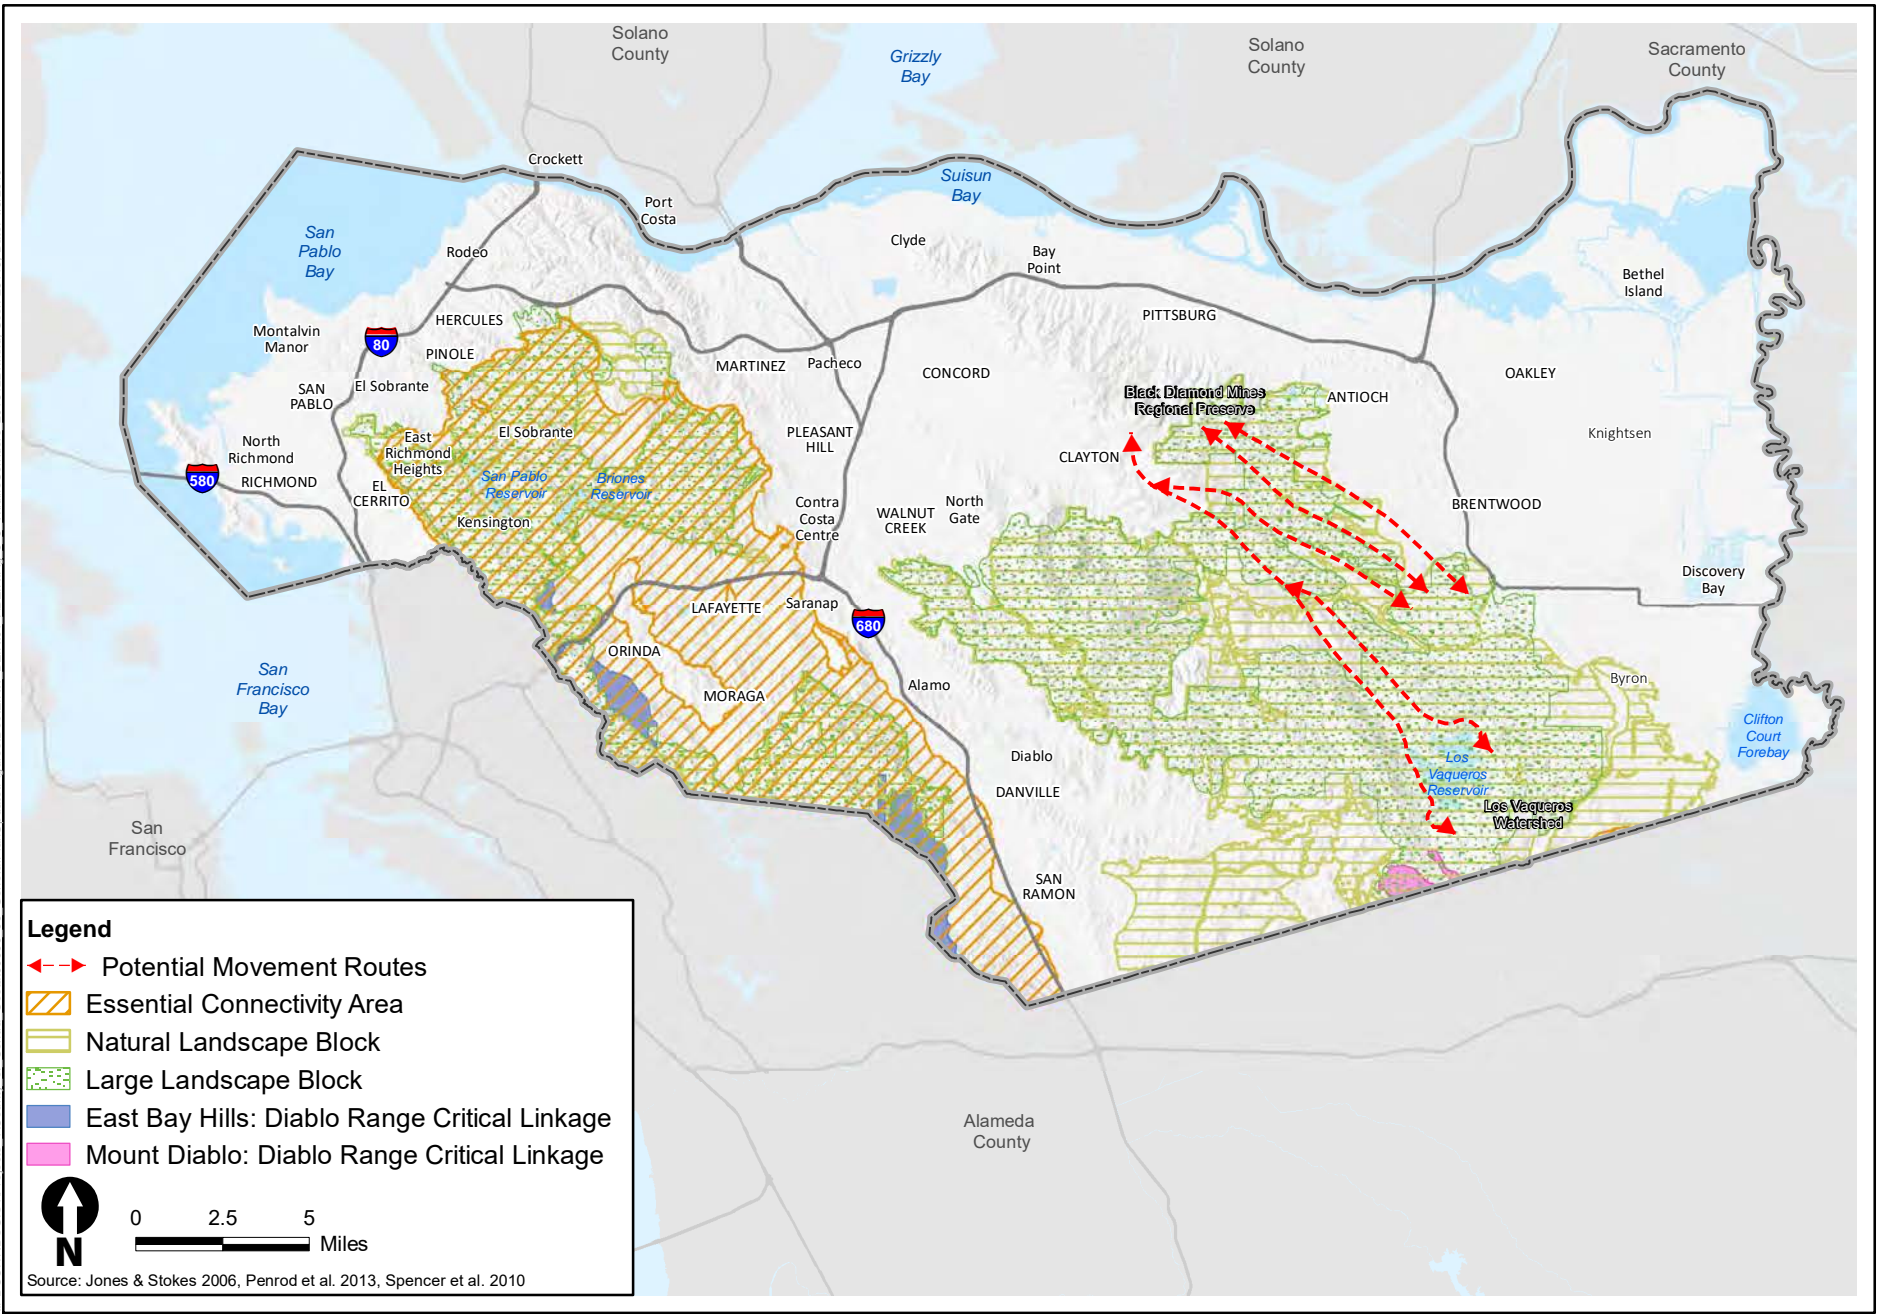 Solano
County
Grizzly
Bay
Solano
County
Sacramento
County
Crockett
Suisun
Bay
Port
Costa
San
Pablo
Bay
Rodeo
Clyde
Bay
Point
Bethel
Island
Montalvin
Manor
HERCULES
PITTSBURG
80
PINOLE
MARTINEZ
Pacheco
CONCORD
OAKLEY
SAN
PABLO
El Sobrante
Black Diamond Mines
Regional Preserve
ANTIOCH
North
Richmond
East
Richmond
Heights
El Sobrante
PLEASANT
HILL
Knightsen
CLAYTON
580
RICHMOND
EL
CERRITO
San Pablo
Reservoir
Briones
Reservoir
Kensington
Contra
Costa
Centre
WALNUT
CREEK
North
Gate
BRENTWOOD
Discovery
Bay
LAFAYETTE
Saranap
680
ORINDA
San
Francisco
Bay
MORAGA
Alamo
Byron
Clifton
Court
Forebay
Diablo
DANVILLE
Los
Vaqueros
Reservoir
Los Vaqueros
Watershed
San
Francisco
SAN
RAMON
Legend
Potential Movement Routes
Essential Connectivity Area
Natural Landscape Block
Large Landscape Block
East Bay Hills: Diablo Range Critical Linkage
Mount Diablo: Diablo Range Critical Linkage
Alameda
County
N
0 2.5 5
Miles
Source: Jones & Stokes 2006, Penrod et al. 2013, Spencer et al. 2010